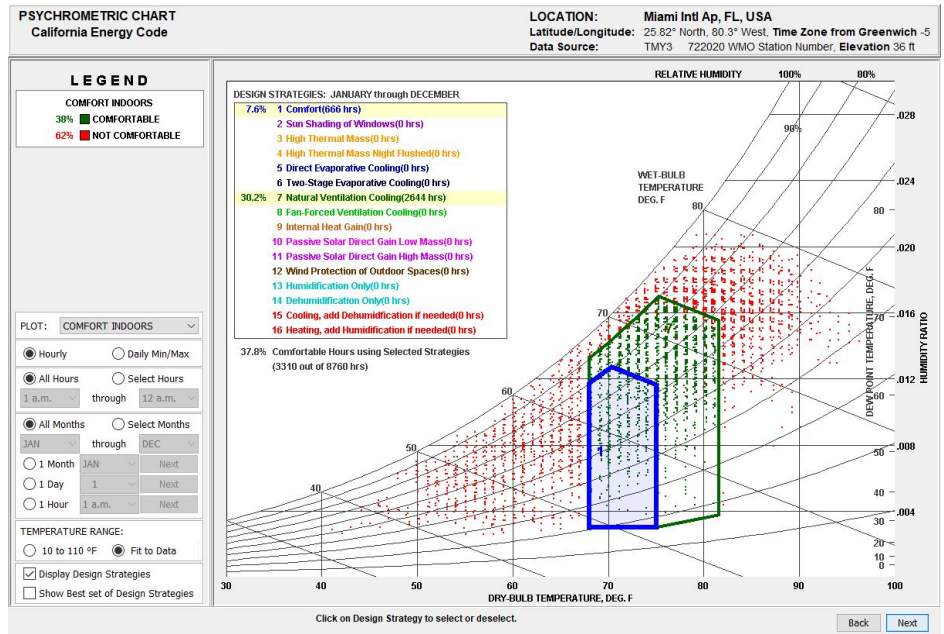 PSYCHROMETRIC CHART
California Energy Code
LOCATION: Miami Intl Ap, FL, USA
Latitude/Longitude: 25.82° North, 80.3° West, Time Zone from Greenwich -5
Data Source: TMY3 722020 WMO Station Number, Elevation 36 ft
LEGEND
COMFORT INDOORS
38% COMFORTABLE
62% NOT COMFORTABLE
PLOT: COMFORT INDOORS
Hourly Daily Min/Max
All Hours Select Hours
1 a.m. through 12 a.m.
All Months Select Months
JAN through DEC
1 Month JAN Next
1 Day 1 Next
1 Hour 1 a.m. Next
TEMPERATURE RANGE:
10 to 110 °F Fit to Data
Display Design Strategies
Show Best set of Design Strategies
DESIGN STRATEGIES: JANUARY through DECEMBER
7.6% 1 Comfort(666 hrs)
2 Sun Shading of Windows(0 hrs)
3 High Thermal Mass(0 hrs)
4 High Thermal Mass Night Flushed(0 hrs)
5 Direct Evaporative Cooling(0 hrs)
6 Two-Stage Evaporative Cooling(0 hrs)
30.2% 7 Natural Ventilation Cooling(2644 hrs)
8 Fan-Forced Ventilation Cooling(0 hrs)
9 Internal Heat Gain(0 hrs)
10 Passive Solar Direct Gain Low Mass(0 hrs)
11 Passive Solar Direct Gain High Mass(0 hrs)
12 Wind Protection of Outdoor Spaces(0 hrs)
13 Humidification Only(0 hrs)
14 Dehumidification Only(0 hrs)
15 Cooling, add Dehumidification if needed(0 hrs)
16 Heating, add Humidification if needed(0 hrs)
37.8% Comfortable Hours using Selected Strategies
(3310 out of 8760 hrs)
RELATIVE HUMIDITY 100% 80%
90%
WET-BULB
TEMPERATURE
DEG. F
80
70
60
50
40
7
1
.028
.024
.020
.016
.012
.008
.004
HUMIDITY RATIO
DEW POINT TEMPERATURE, DEG. F
80
70
60
50
40
30
20
10
0
30 40 50 60 70 80 90 100
DRY-BULB TEMPERATURE, DEG. F
Click on Design Strategy to select or deselect.
Back Next